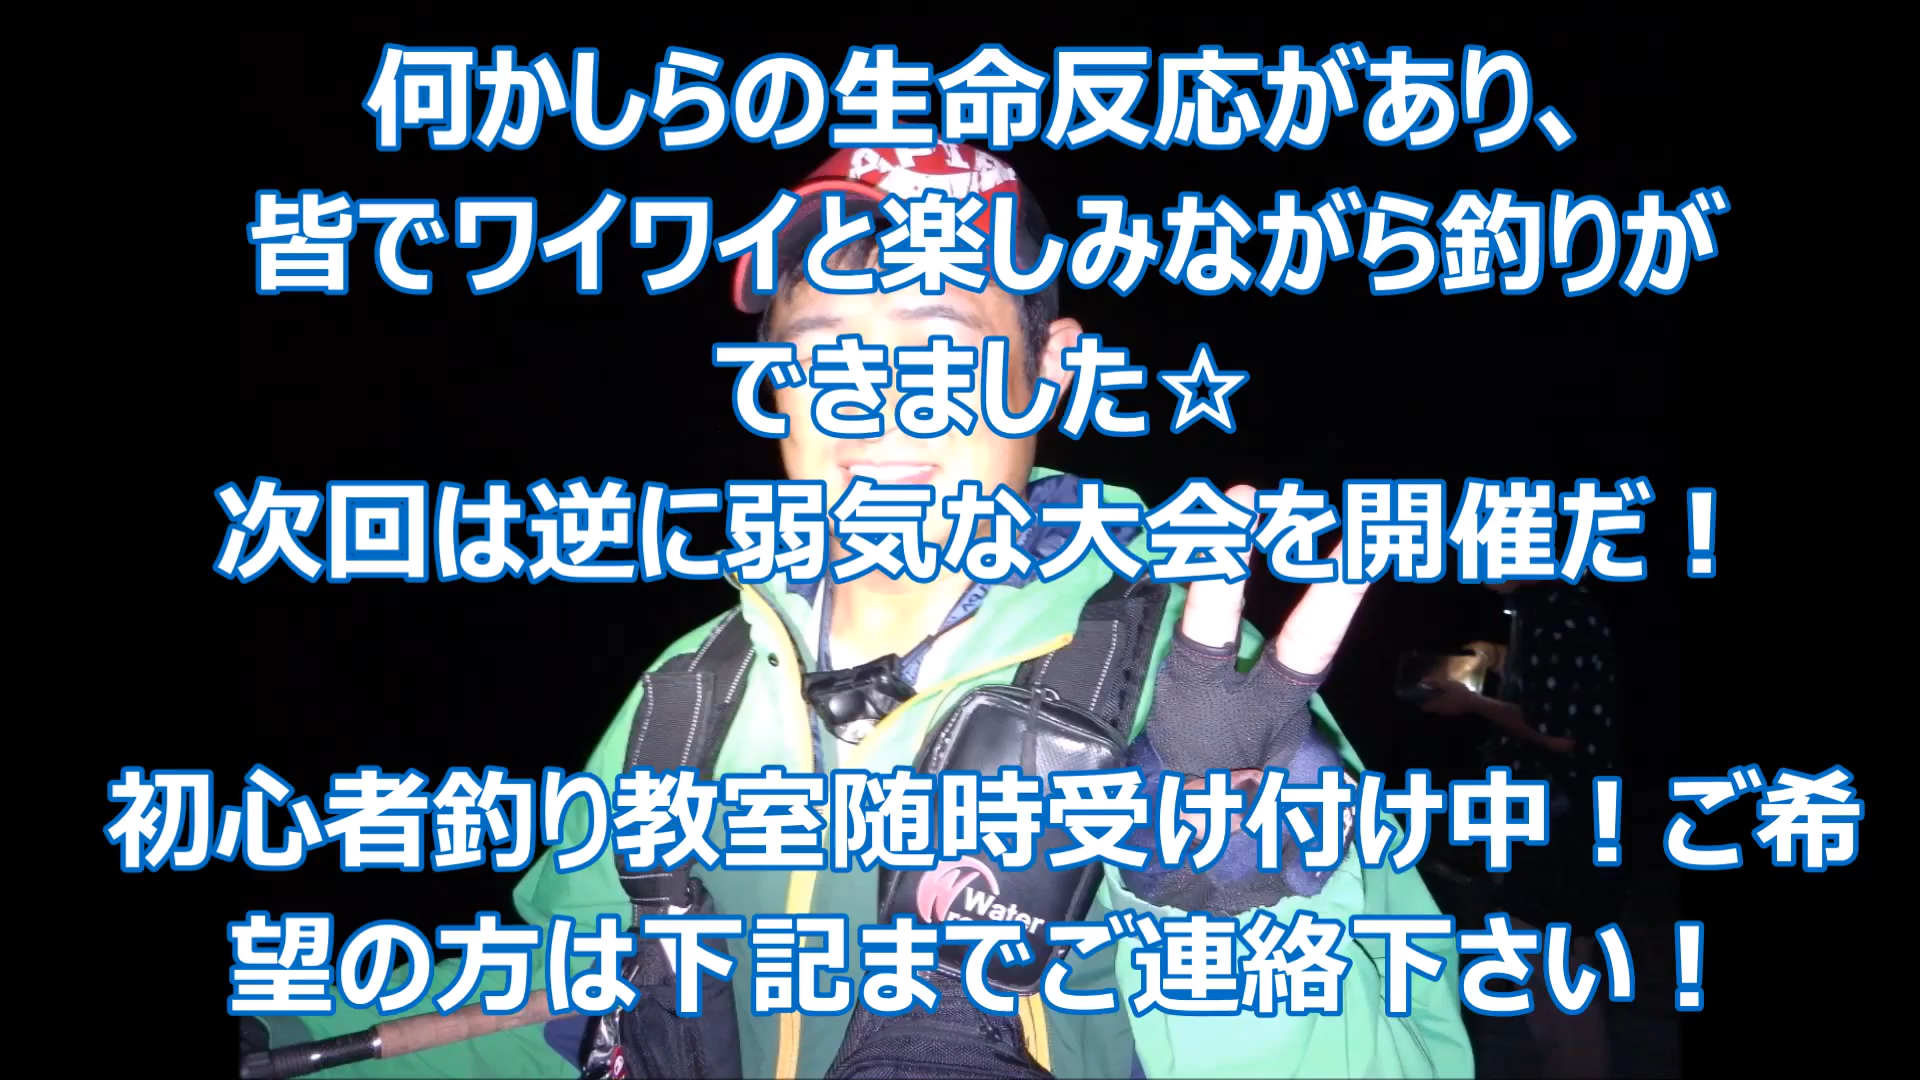 何かしらの生命反応があり、
皆でワイワイと楽しみながら釣りが
できました☆
次回は逆に弱気な大会を開催だ！
初心者釣り教室随時受け付け中！ご希
望の方は下記までご連絡下さい！
Water